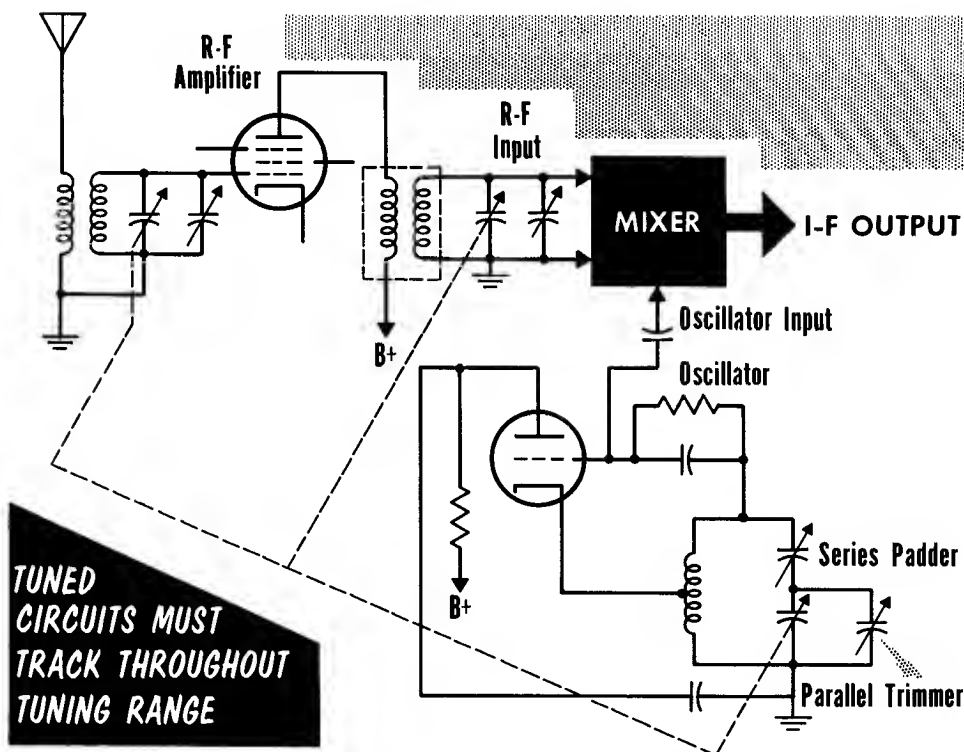 R-F
Amplifier
R-F
Input
MIXER
I-F OUTPUT
B+
Oscillator Input
Oscillator
Series Padder
B+
Parallel Trimmer
TUNED
CIRCUITS MUST
TRACK THROUGHOUT
TUNING RANGE